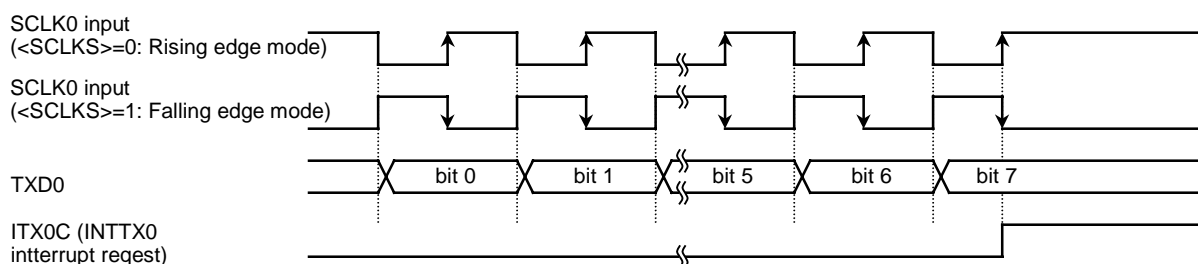 SCLK0 input
(<SCLKS>=0: Rising edge mode)
SCLK0 input
(<SCLKS>=1: Falling edge mode)
TXD0
bit 0
bit 1
bit 5
bit 6
bit 7
ITX0C (INTTX0
intterrupt reqest)